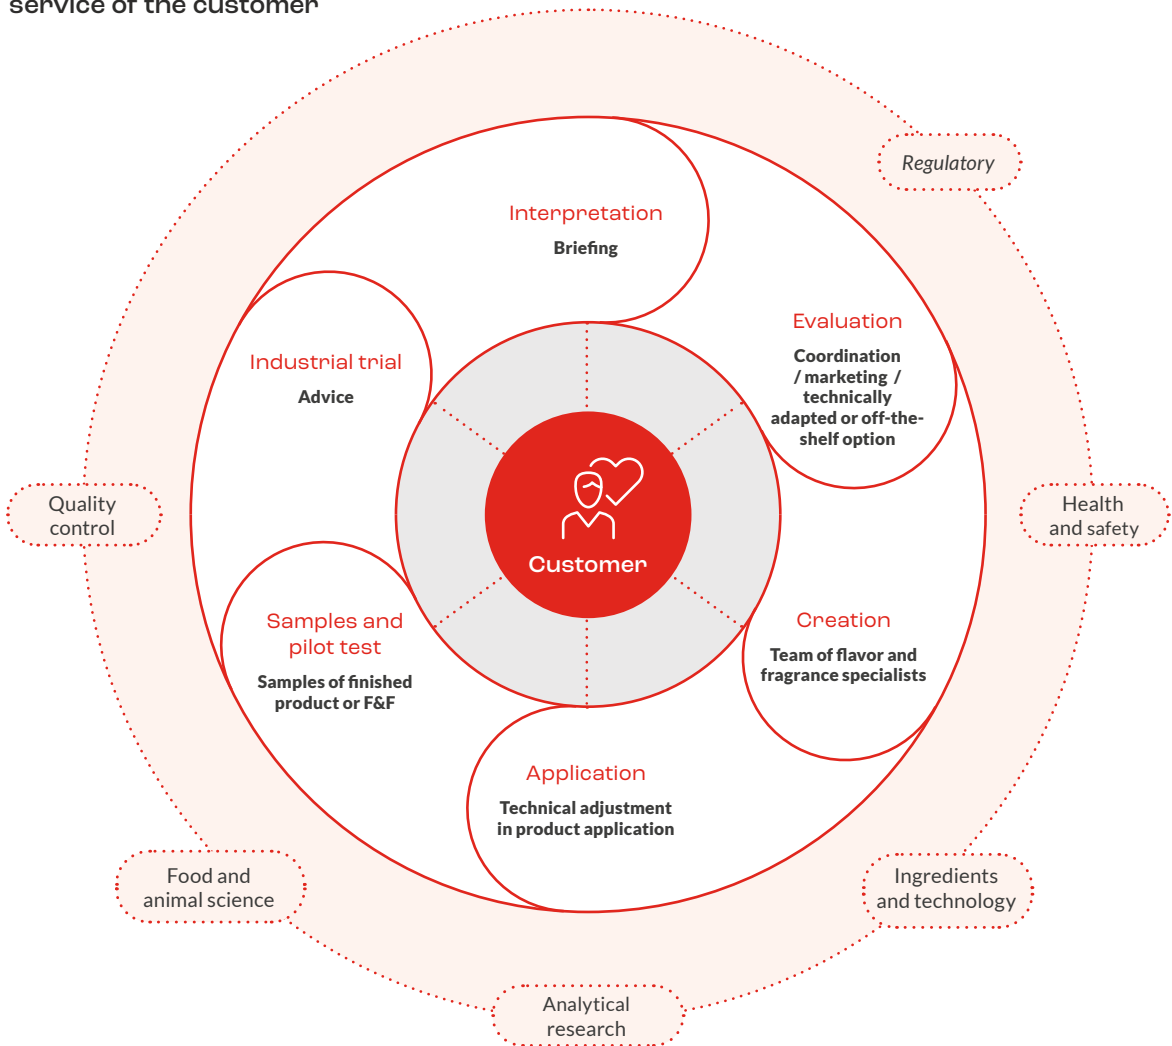 service of the customer
Regulatory
Interpretation
Briefing
Evaluation
Coordination
/ marketing /
technically
adapted or off-the-
shelf option
Industrial trial
Advice
Quality
control
Health
and safety
Customer
Samples and
pilot test
Samples of finished
product or F&F
Creation
Team of flavor and
fragrance specialists
Application
Technical adjustment
in product application
Food and
animal science
Ingredients
and technology
Analytical
research